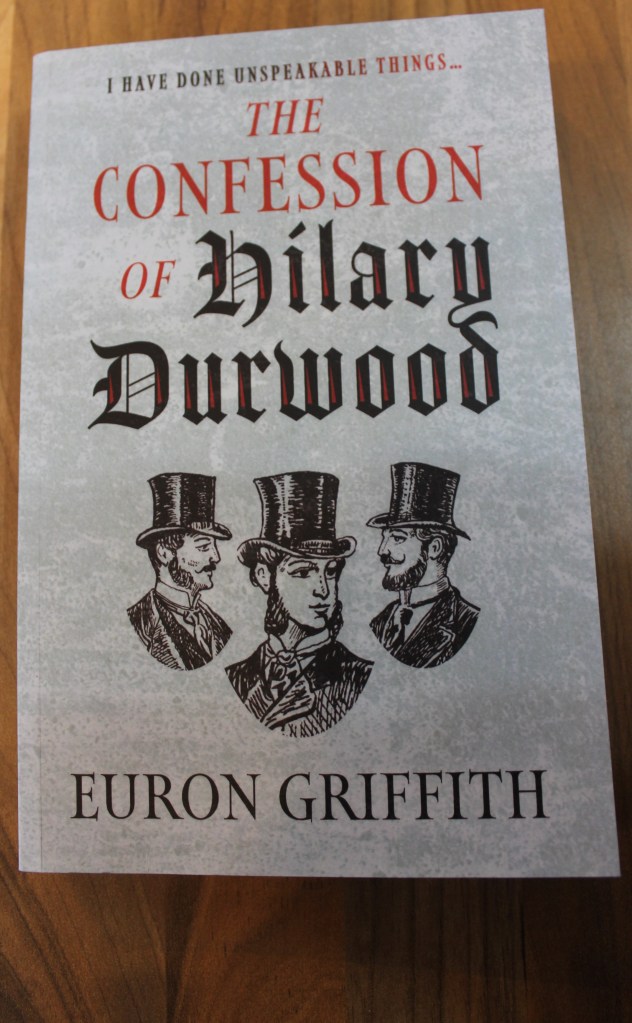 I HAVE DONE UNSPEAKABLE THINGS...
THE
CONFESSION
OF Hilary
Durwood
EURON GRIFFITH